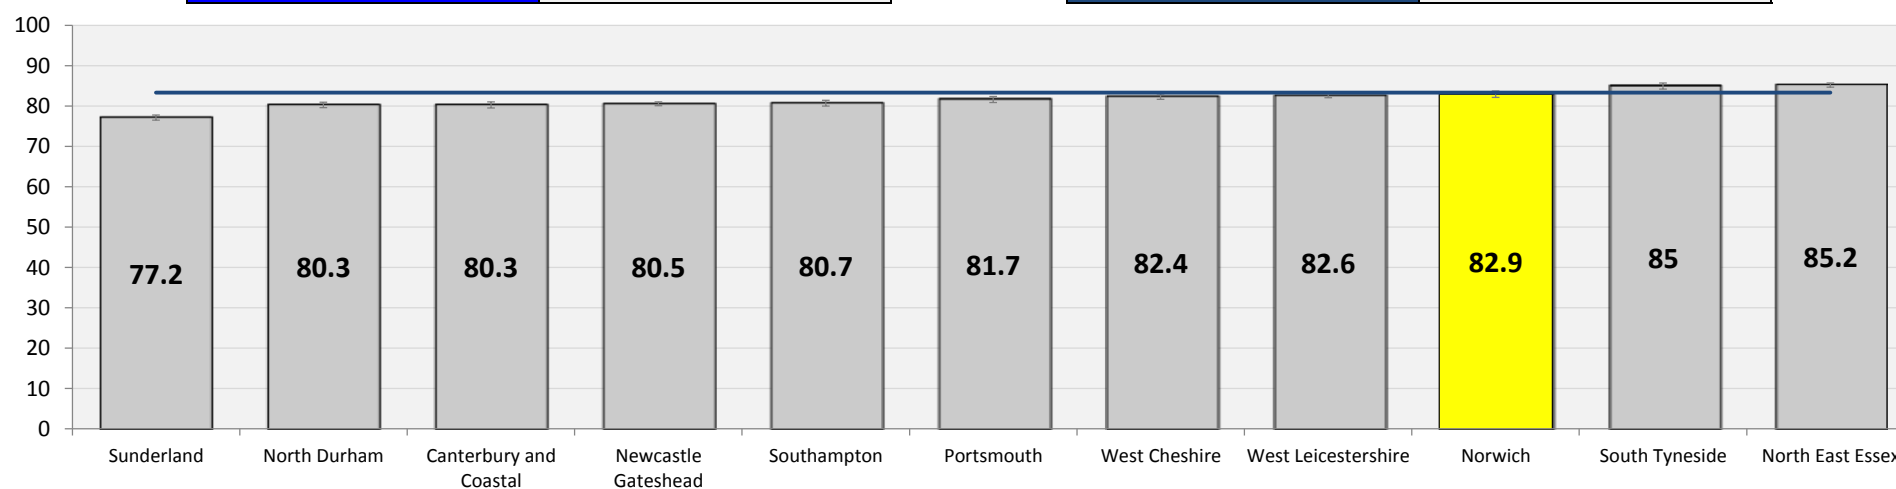 100
90
80
70
60
50
40
30
20
10
0
77.2
80.3
80.3
80.5
80.7
81.7
82.4
82.6
82.9
85
85.2
Sunderland
North Durham
Canterbury and
Coastal
Newcastle
Gateshead
Southampton
Portsmouth
West Cheshire
West Leicestershire
Norwich
South Tyneside
North East Essex